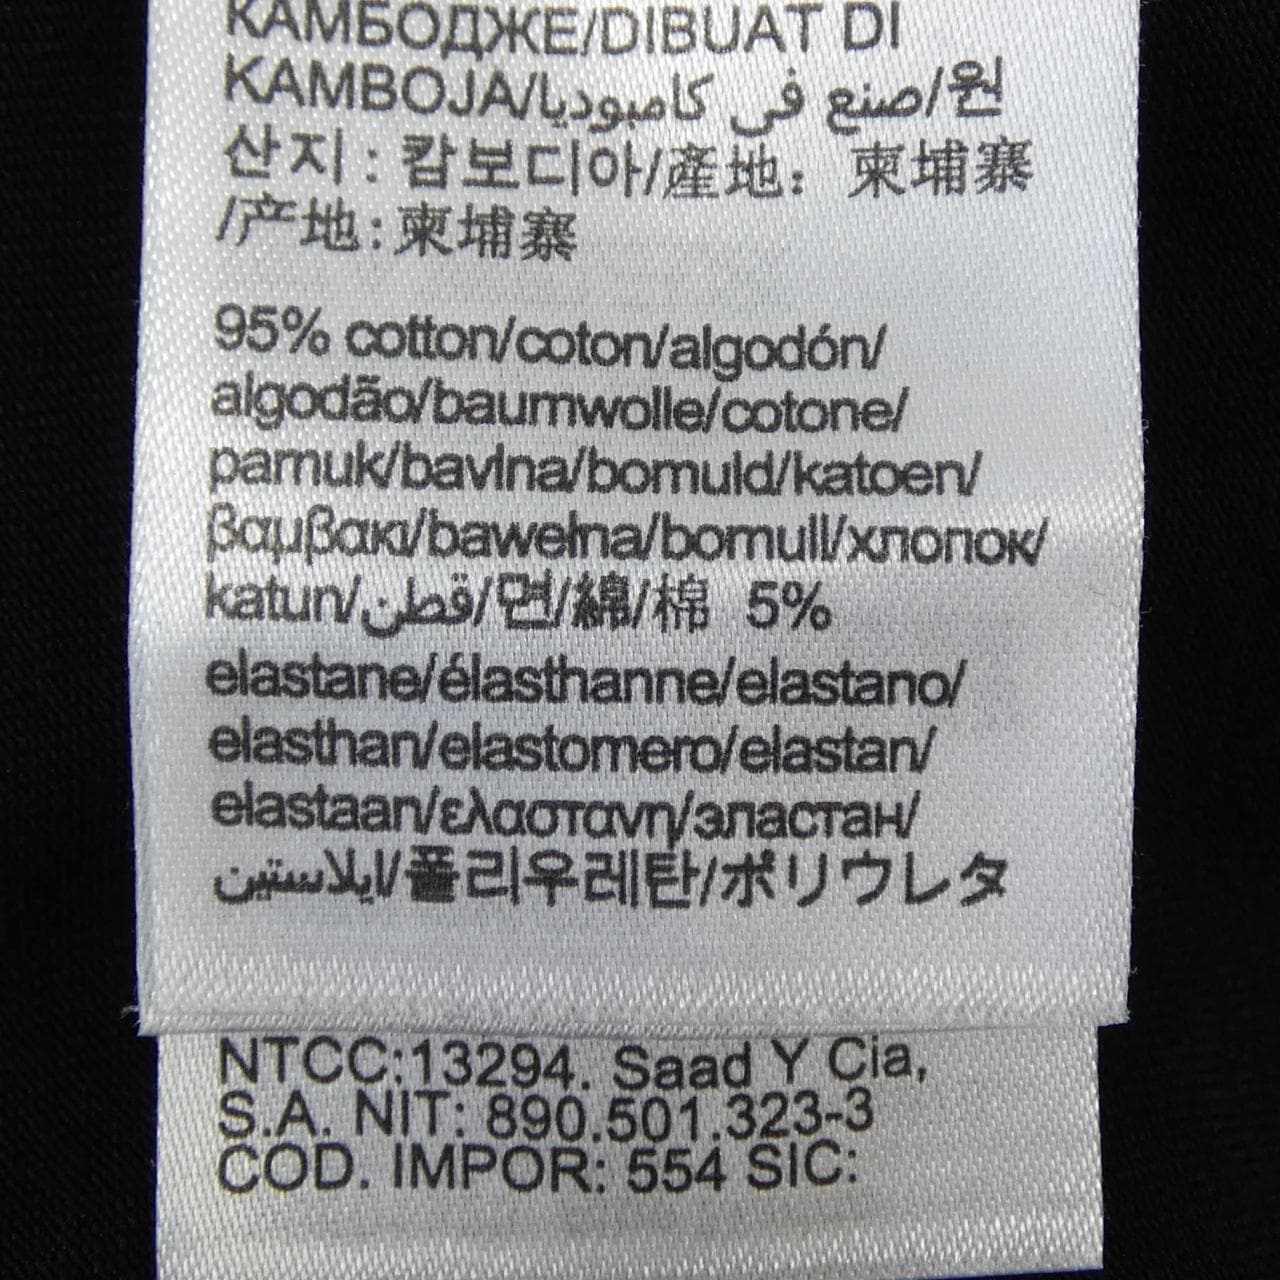 КАМБОДЖЕ/DIBUAT DI
KAMBOJA/صنع في كامبوديا/원
산지 : 캄보디아/產地: 柬埔寨
/产地:柬埔寨
95% cotton/coton/algodón/
algodão/baumwolle/cotone/
pamuk/bavlna/bomuld/katoen/
βαμβακι/bawełna/bomull/хлопок/
katun/قطن/면/綿/棉 5%
elastane/élasthanne/elastano/
elasthan/elastomero/elastan/
elastaan/ελαστανη/эластан/
ايلاستين/폴리우레탄/ポリウレタ
NTCC:13294. Saad Y Cia,
S.A. NIT: 890.501.323-3
COD. IMPOR: 554 SIC: